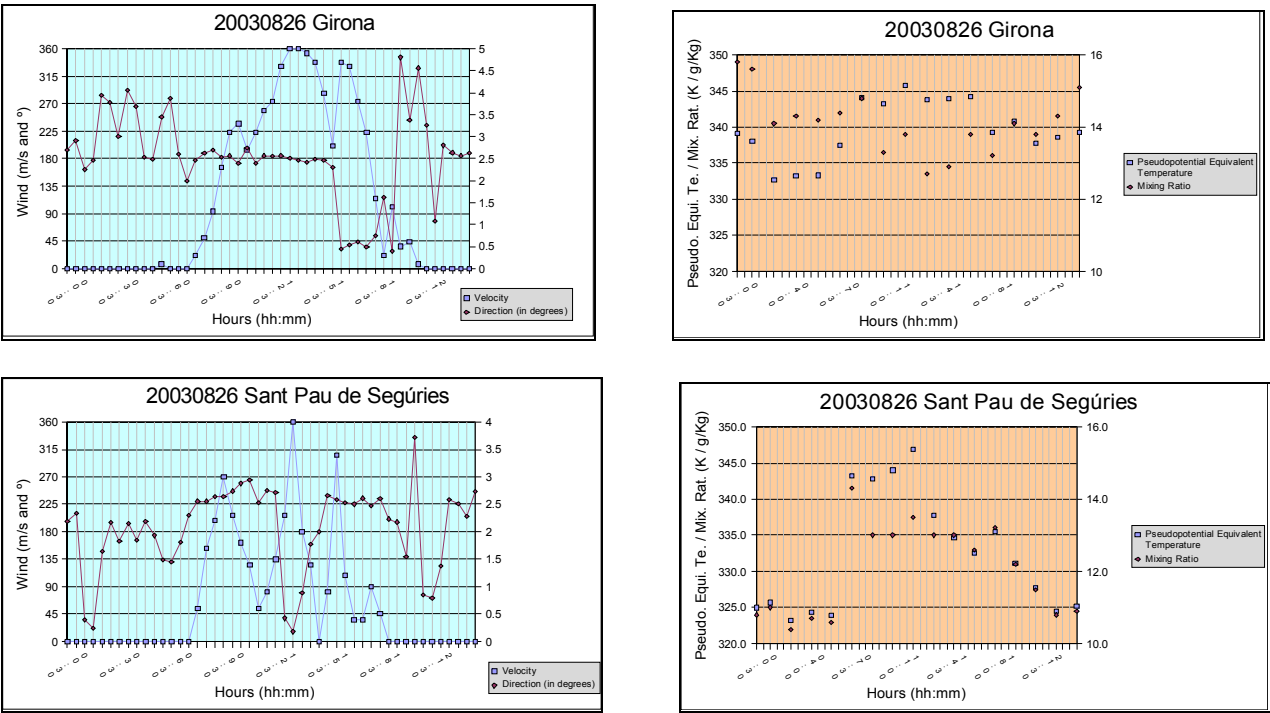 20030826 Girona
Wind (m/s and º)
360
315
270
225
180
135
90
45
0
5
4.5
4
3.5
3
2.5
2
1.5
1
0.5
0
Hours (hh:mm)
Velocity
Direction (in degrees)
20030826 Girona
Pseudo. Equi. Te. / Mix. Rat. (K / g/Kg)
350
345
340
335
330
325
320
16
14
12
10
Hours (hh:mm)
Pseudopotential Equivalent
Temperature
Mixing Ratio
20030826 Sant Pau de Segúries
Wind (m/s and º)
360
315
270
225
180
135
90
45
0
4
3.5
3
2.5
2
1.5
1
0.5
0
Hours (hh:mm)
Velocity
Direction (in degrees)
20030826 Sant Pau de Segúries
Pseudo. Equi. Te. / Mix. Rat. (K / g/Kg)
350.0
345.0
340.0
335.0
330.0
325.0
320.0
16.0
14.0
12.0
10.0
Hours (hh:mm)
Pseudopotential Equivalent
Temperature
Mixing Ratio